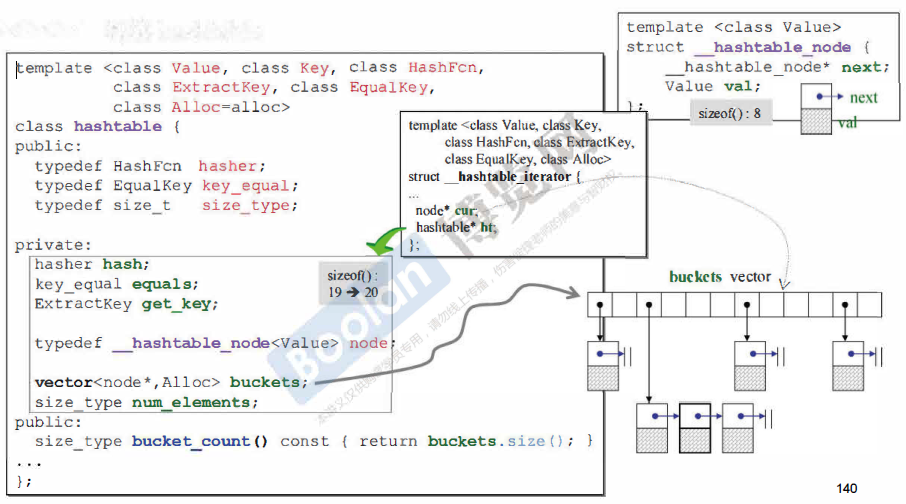 template <class Value, class Key, class HashFcn,
class ExtractKey, class EqualKey,
class Alloc=alloc>
class hashtable {
public:
typedef HashFcn hasher;
typedef EqualKey key_equal;
typedef size_t size_type;
private:
hasher hash;
key_equal equals;
ExtractKey get_key;
typedef __hashtable_node<Value> node;
vector<node*,Alloc> buckets;
size_type num_elements;
public:
size_type bucket_count() const { return buckets.size(); }
...
};
sizeof() :
19 → 20
template <class Value, class Key,
class HashFcn, class ExtractKey,
class EqualKey, class Alloc>
struct __hashtable_iterator {
...
node* cur;
hashtable* ht;
};
template <class Value>
struct __hashtable_node {
__hashtable_node* next;
Value val;
};
sizeof() : 8
next
val
buckets vector
Boolan 博览网
140